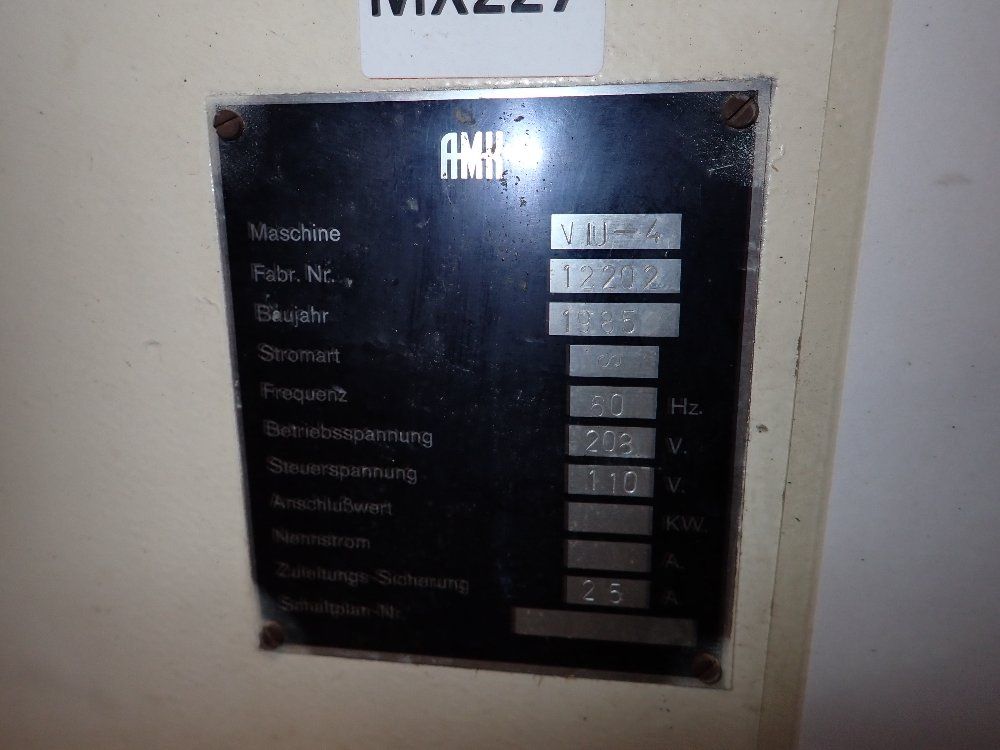 MX227
AMK
Maschine VIU-4
Fabr. Nr. 12202
Baujahr 1985
Stromart
Frequenz 60 Hz.
Betriebsspannung 208 V.
Steuerspannung 110 V.
Anschlußwert KW.
Nennstrom A.
Zuleitungs-Sicherung 25 A.
Schaltplan-Nr.